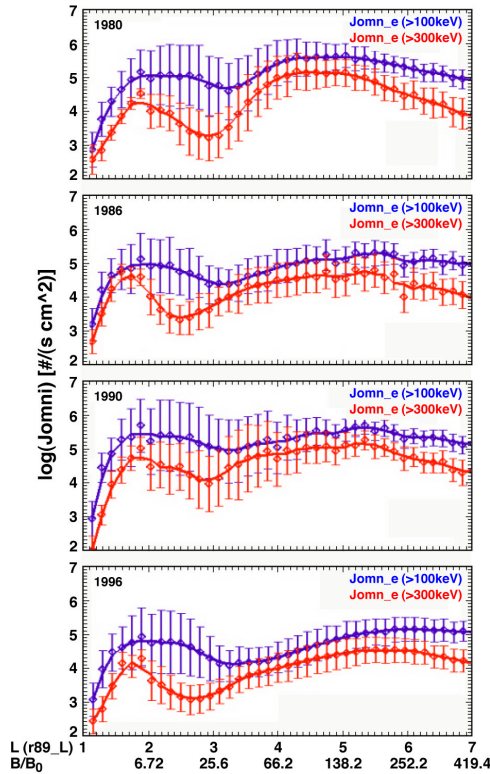 1980
Jomn_e (>100keV)
Jomn_e (>300keV)
7
6
5
4
3
2
1986
Jomn_e (>100keV)
Jomn_e (>300keV)
7
6
5
4
3
2
log(Jomni) [#/(s cm^2)]
1990
Jomn_e (>100keV)
Jomn_e (>300keV)
7
6
5
4
3
2
1996
Jomn_e (>100keV)
Jomn_e (>300keV)
7
6
5
4
3
2
L (r89_L) 1 2 3 4 5 6 7
B/B0 6.72 25.6 66.2 138.2 252.2 419.4